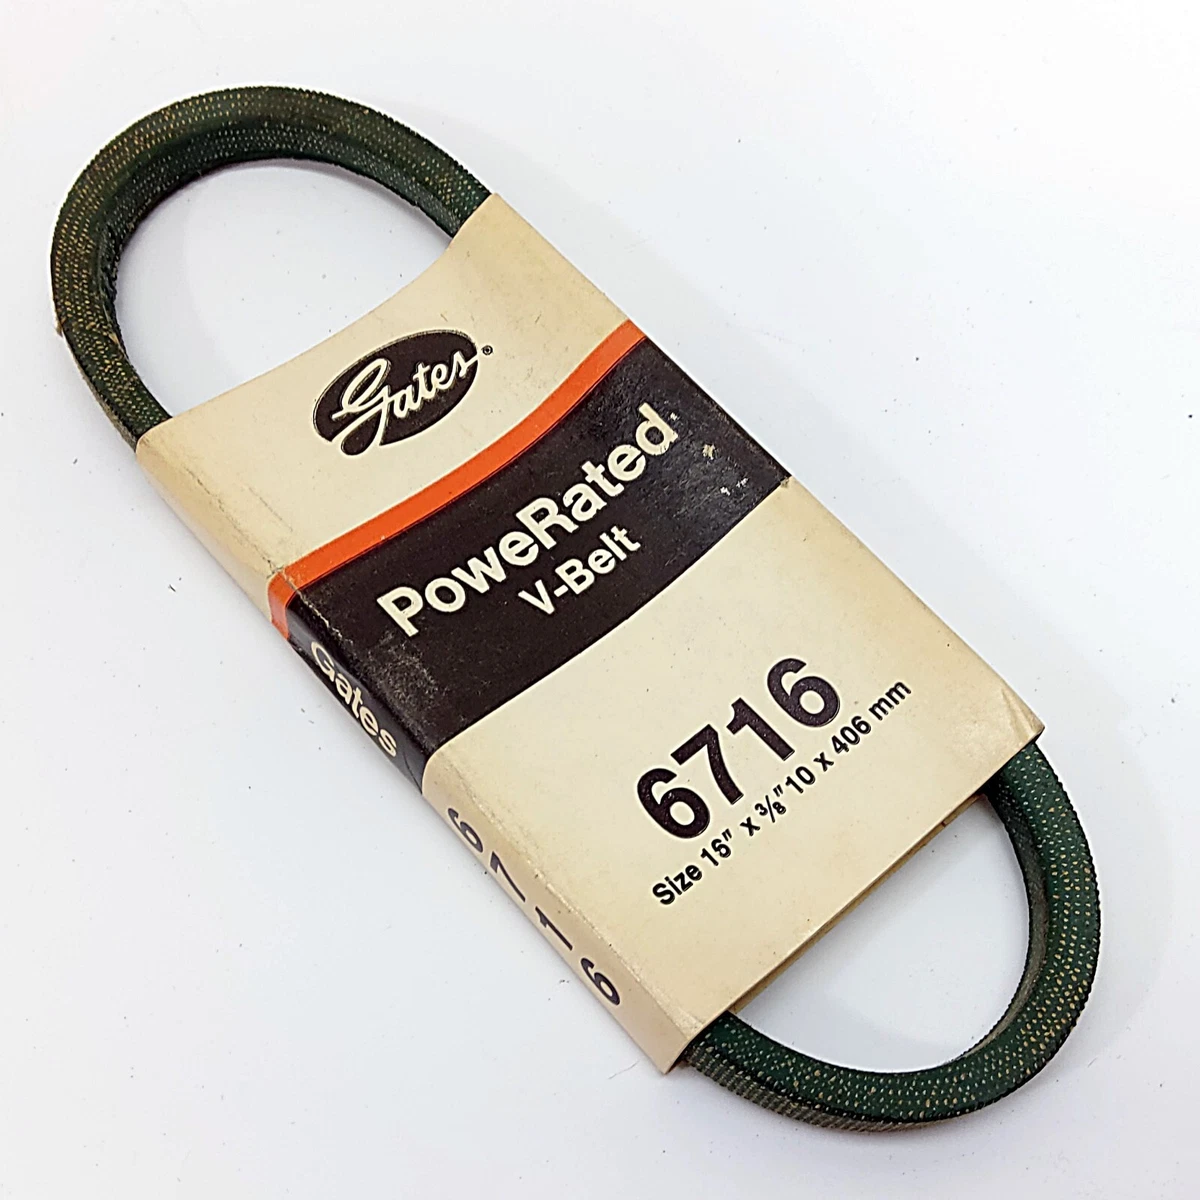 Gates®
PoweRated
V-Belt
6716
Size 16" x 3/8" 10 x 406 mm
Gates
6716